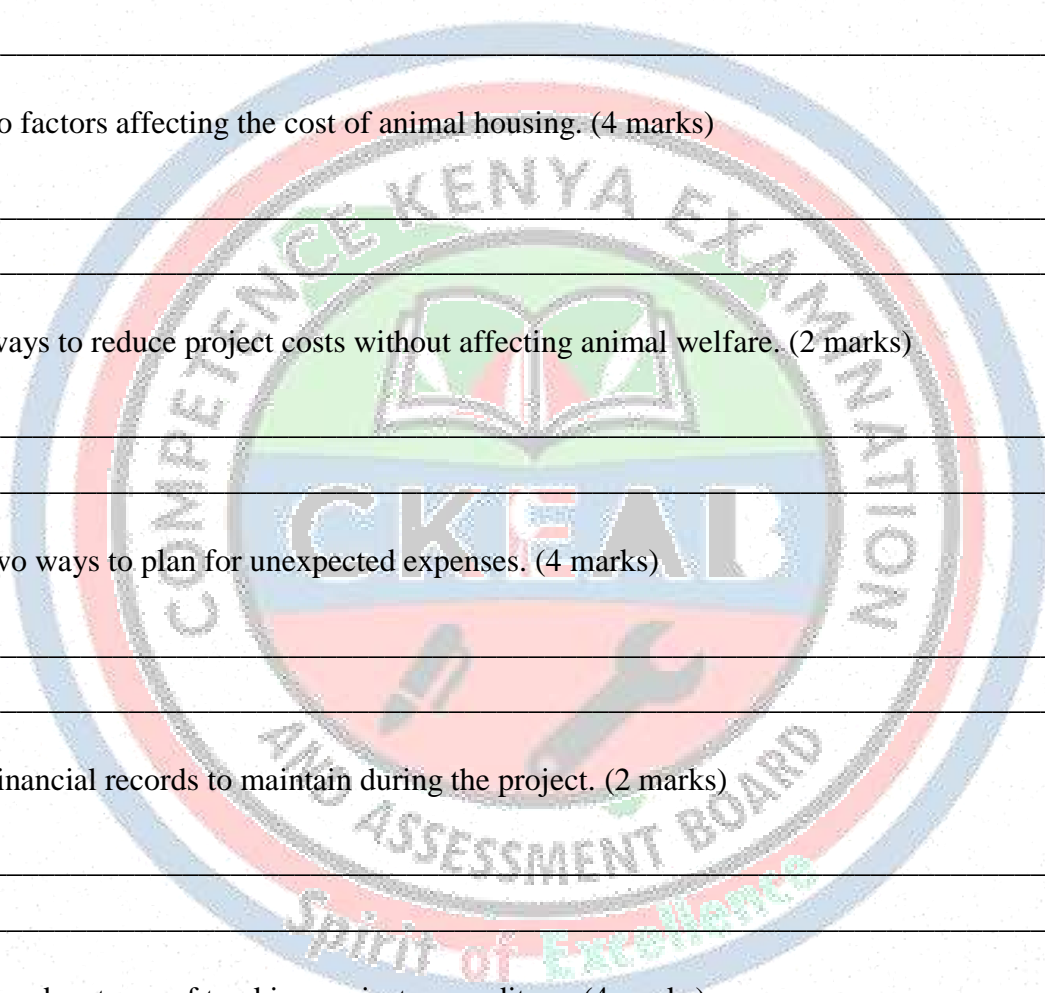 factors affecting the cost of animal housing. (4 marks)
ways to reduce project costs without affecting animal welfare. (2 marks)
two ways to plan for unexpected expenses. (4 marks)
financial records to maintain during the project. (2 marks)
COMPETENCE KENYA EXAMINATION
CKEAB
AND ASSESSMENT BOARD
Spirit of Excellence